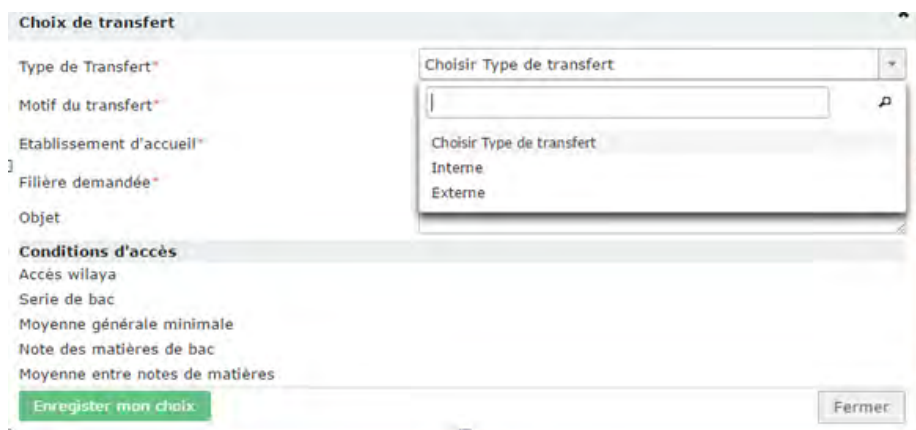 Choix de transfert
Type de Transfert*
Choisir Type de transfert
Motif du transfert*
Etablissement d'accueil*
Choisir Type de transfert
Interne
Filière demandée*
Externe
Objet
Conditions d'accès
Accès wilaya
Serie de bac
Moyenne générale minimale
Note des matières de bac
Moyenne entre notes de matières
Enregister mon choix
Fermer